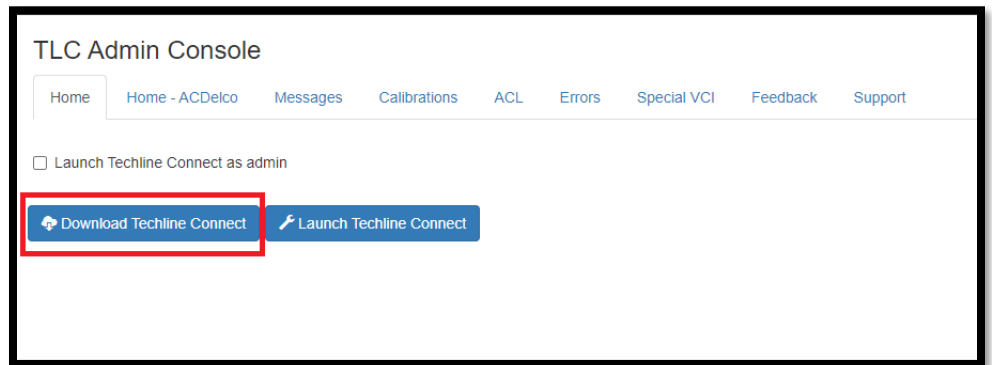 TLC Admin Console
Home Home - ACDelco Messages Calibrations ACL Errors Special VCI Feedback Support
Launch Techline Connect as admin
Download Techline Connect Launch Techline Connect